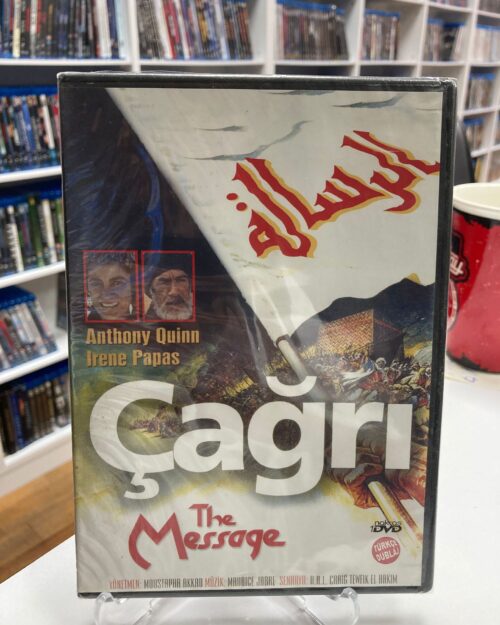 الرسالة
Anthony Quinn
Irene Papas
Çağrı
The
Message
DVD
TÜRKÇE
DUBLAJ
YÖNETMEN: MOUSTAPHA AKKAD MÜZİK: MAURICE JARRE SENARYO: H.A.L. CRAIG TEWFIK EL HAKIM